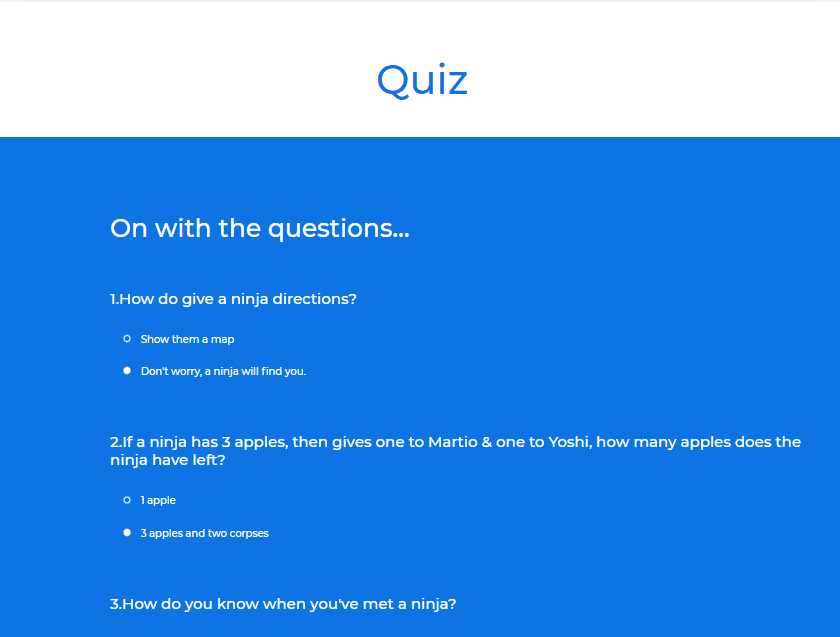 Quiz
On with the questions...
1.How do give a ninja directions?
Show them a map
Don't worry, a ninja will find you.
2.If a ninja has 3 apples, then gives one to Martio & one to Yoshi, how many apples does the
ninja have left?
1 apple
3 apples and two corpses
3.How do you know when you've met a ninja?